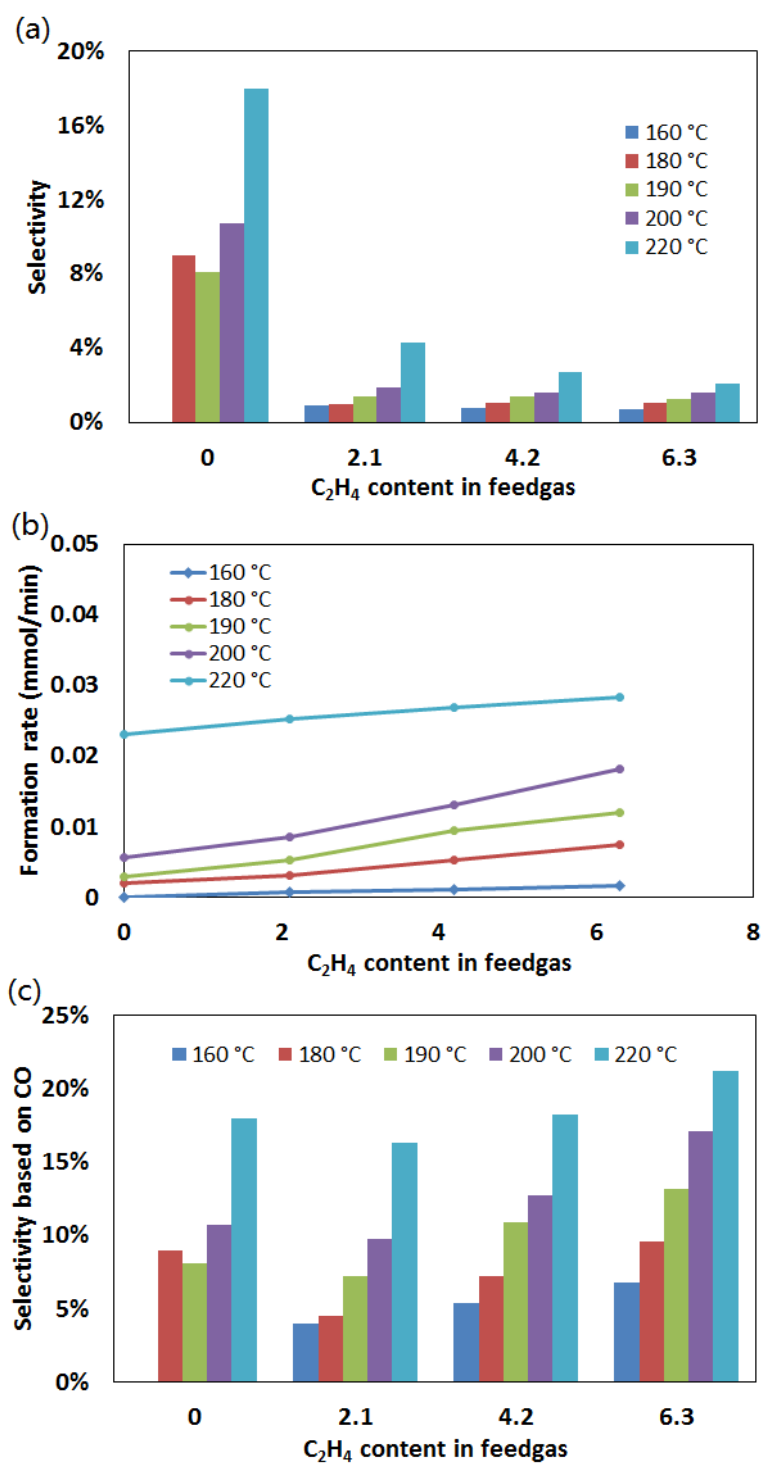 (a)
20%
16%
12%
8%
4%
0%
Selectivity
160 °C
180 °C
190 °C
200 °C
220 °C
0 2.1 4.2 6.3
C₂H₄ content in feedgas
(b)
0.05
0.04
0.03
0.02
0.01
0
Formation rate (mmol/min)
160 °C
180 °C
190 °C
200 °C
220 °C
0 2 4 6 8
C₂H₄ content in feedgas
(c)
25%
20%
15%
10%
5%
0%
Selectivity based on CO
160 °C 180 °C 190 °C 200 °C 220 °C
0 2.1 4.2 6.3
C₂H₄ content in feedgas